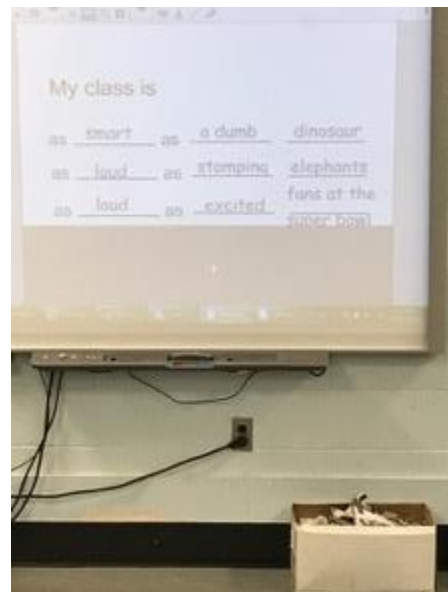 My class is
as smart as a dumb dinosaur
as loud as stomping elephants
as loud as excited fans at the
super bowl